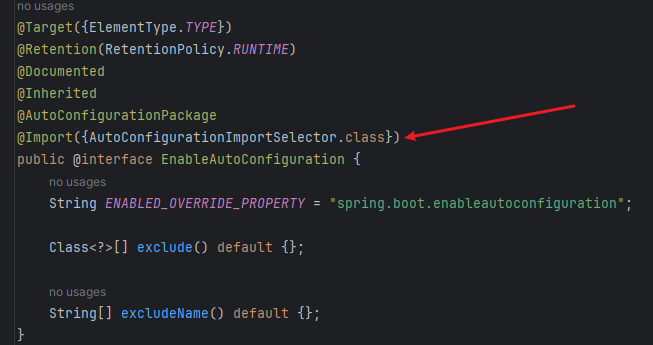 no usages
@Target({ElementType.TYPE})
@Retention(RetentionPolicy.RUNTIME)
@Documented
@Inherited
@AutoConfigurationPackage
@Import({AutoConfigurationImportSelector.class})
public @interface EnableAutoConfiguration {
no usages
String ENABLED_OVERRIDE_PROPERTY = "spring.boot.enableautoconfiguration";
Class<?>[] exclude() default {};
no usages
String[] excludeName() default {};
}